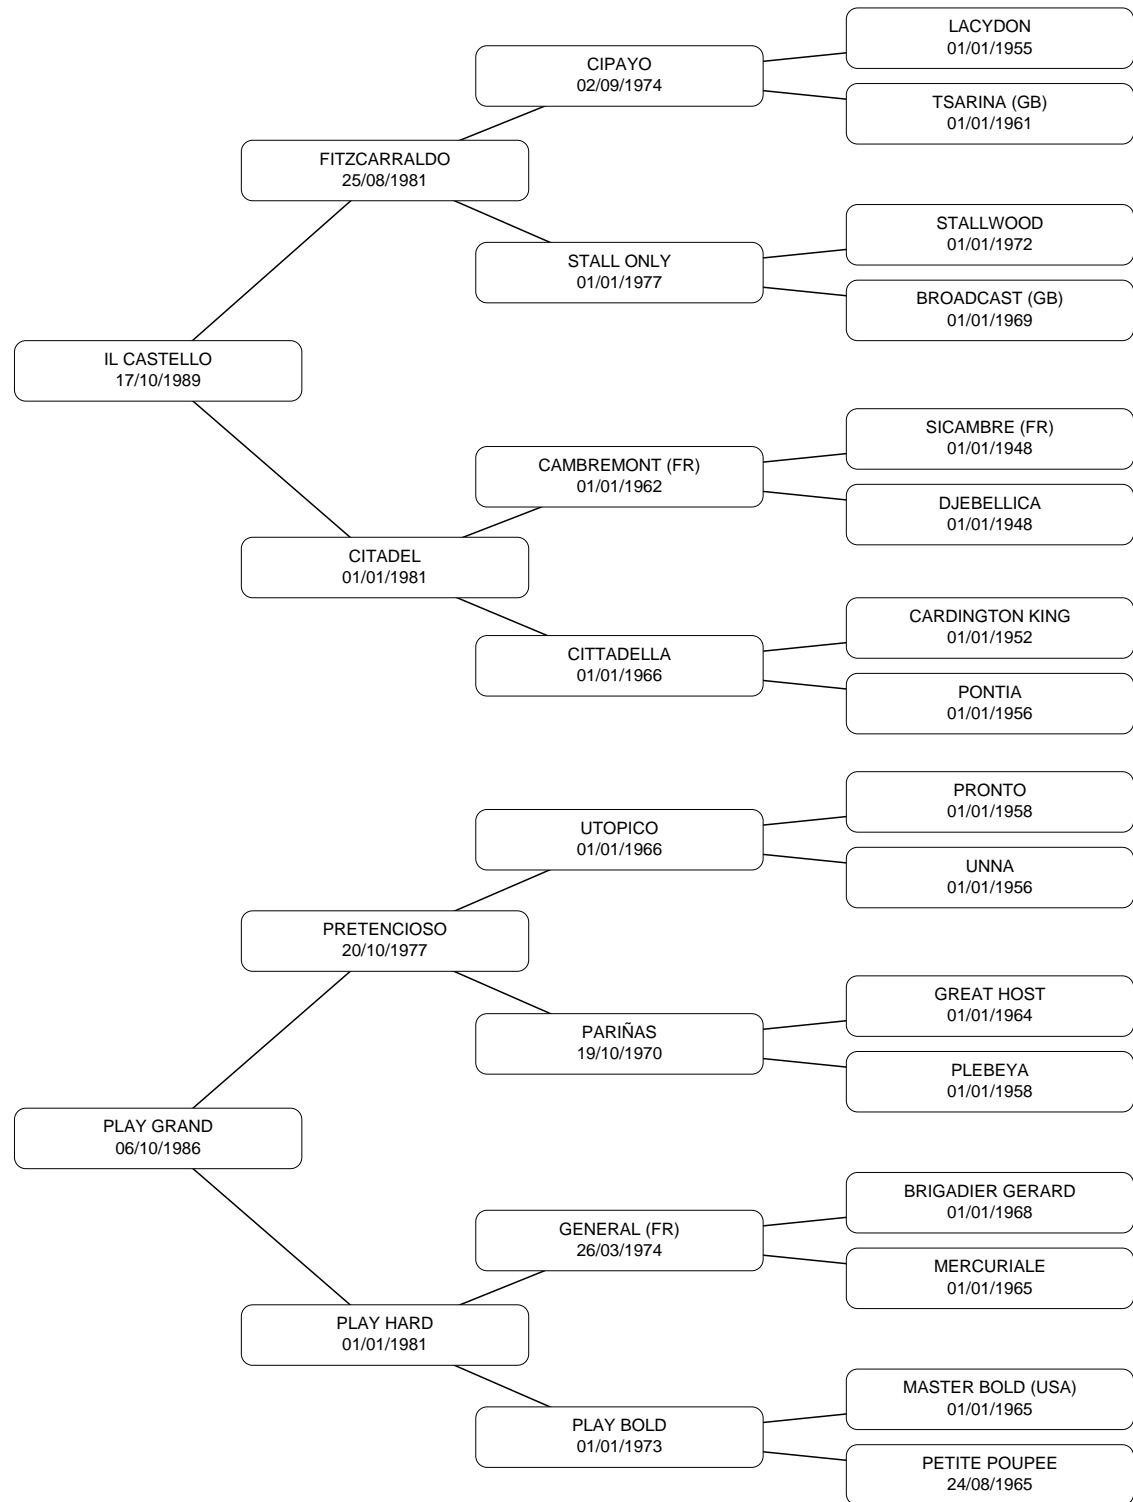 LACYDON
01/01/1955
CIPAYO
02/09/1974
TSARINA (GB)
01/01/1961
FITZCARRALDO
25/08/1981
STALLWOOD
01/01/1972
STALL ONLY
01/01/1977
BROADCAST (GB)
01/01/1969
IL CASTELLO
17/10/1989
SICAMBRE (FR)
01/01/1948
CAMBREMONT (FR)
01/01/1962
DJEBELLICA
01/01/1948
CITADEL
01/01/1981
CARDINGTON KING
01/01/1952
CITTADELLA
01/01/1966
PONTIA
01/01/1956
PRONTO
01/01/1958
UTOPICO
01/01/1966
UNNA
01/01/1956
PRETENCIOSO
20/10/1977
GREAT HOST
01/01/1964
PARIÑAS
19/10/1970
PLEBEYA
01/01/1958
PLAY GRAND
06/10/1986
BRIGADIER GERARD
01/01/1968
GENERAL (FR)
26/03/1974
MERCURIALE
01/01/1965
PLAY HARD
01/01/1981
MASTER BOLD (USA)
01/01/1965
PLAY BOLD
01/01/1973
PETITE POUPEE
24/08/1965